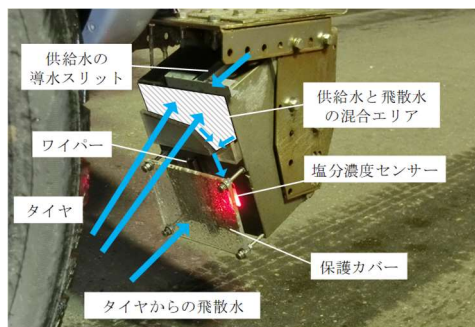 供給水の
導水スリット
供給水と飛散水
の混合エリア
ワイパー
塩分濃度センサー
タイヤ
保護カバー
タイヤからの飛散水